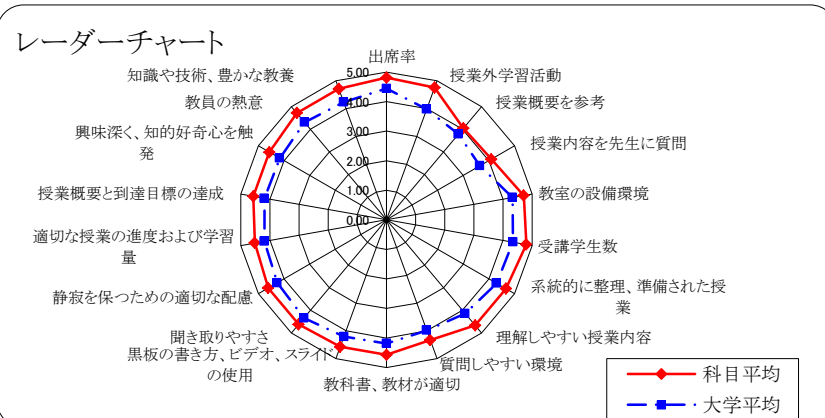 レーダーチャート
出席率
授業外学習活動
授業概要を参考
授業内容を先生に質問
教室の設備環境
受講学生数
系統的に整理、準備された授
業
理解しやすい授業内容
質問しやすい環境
教科書、教材が適切
黒板の書き方、ビデオ、スライド
の使用
聞き取りやすさ
静寂を保つための適切な配慮
適切な授業の進度および学習
量
授業概要と到達目標の達成
興味深く、知的好奇心を触
発
教員の熱意
知識や技術、豊かな教養
5.00
4.00
3.00
2.00
1.00
0.00
科目平均
大学平均